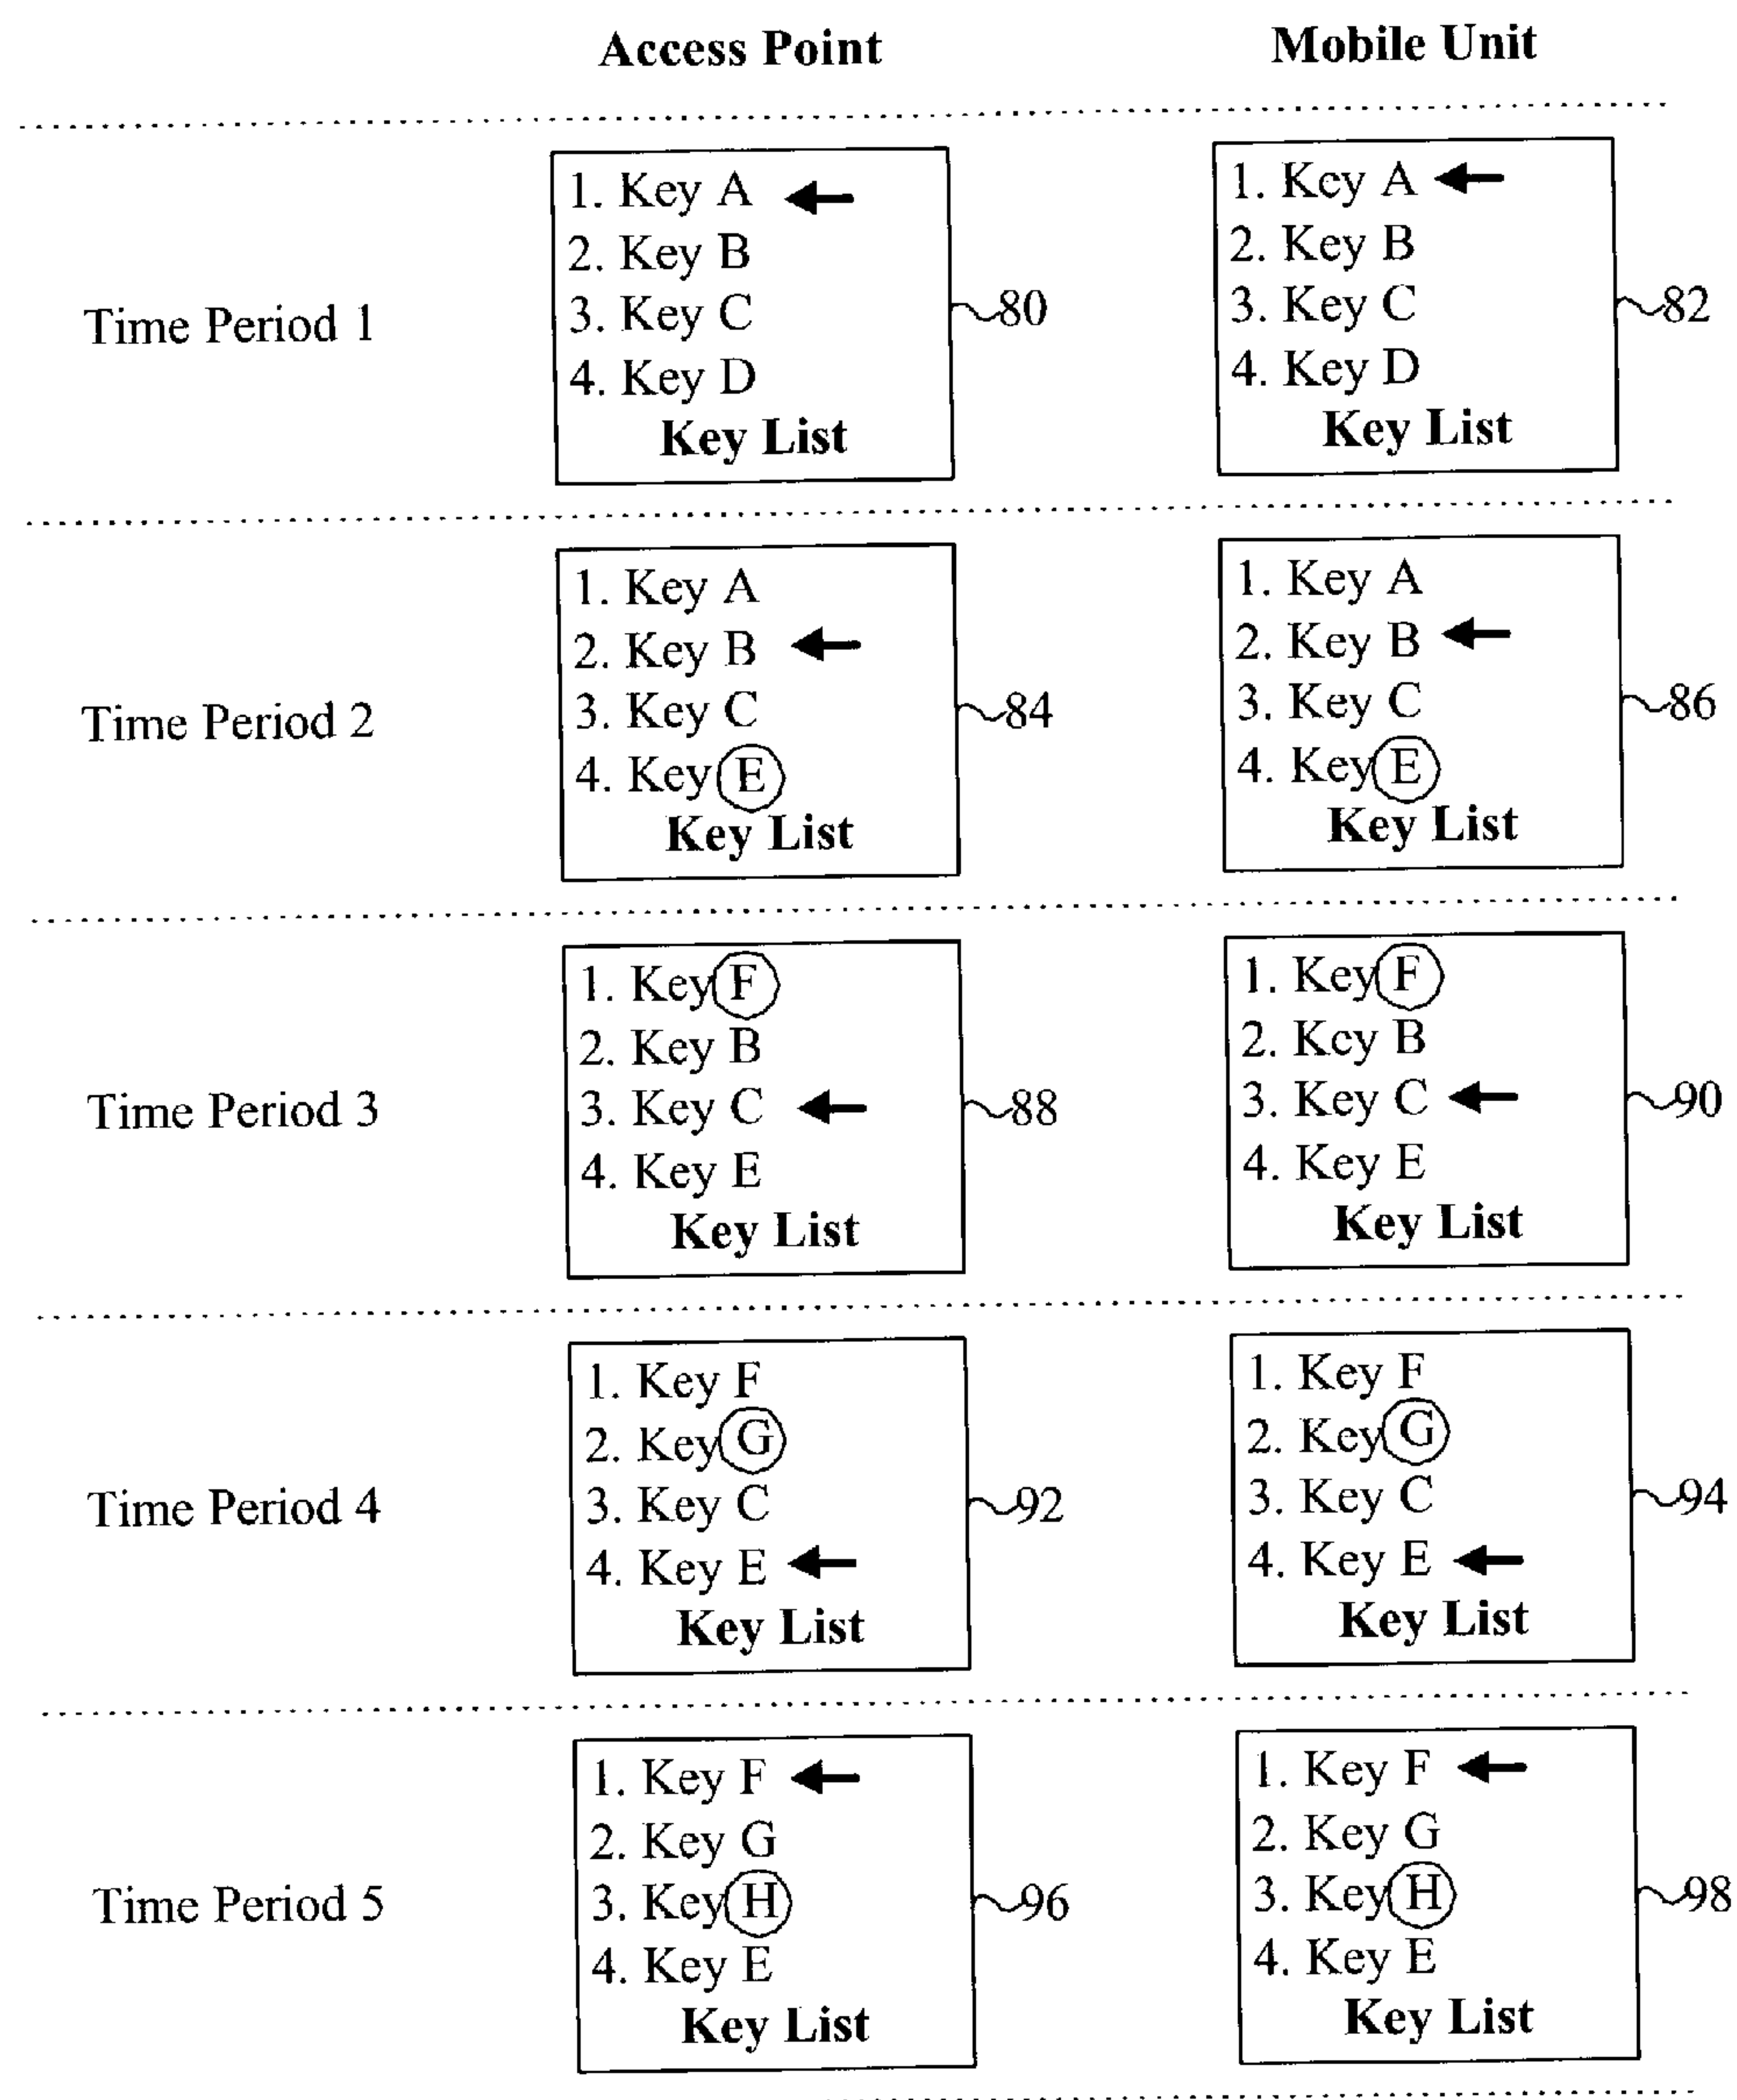 Access Point Mobile Unit
Time Period 1
1. Key A
2. Key B
3. Key C
4. Key D
Key List
80
1. Key A
2. Key B
3. Key C
4. Key D
Key List
82
Time Period 2
1. Key A
2. Key B
3. Key C
4. Key E
Key List
84
1. Key A
2. Key B
3. Key C
4. Key E
Key List
86
Time Period 3
1. Key F
2. Key B
3. Key C
4. Key E
Key List
88
1. Key F
2. Key B
3. Key C
4. Key E
Key List
90
Time Period 4
1. Key F
2. Key G
3. Key C
4. Key E
Key List
92
1. Key F
2. Key G
3. Key C
4. Key E
Key List
94
Time Period 5
1. Key F
2. Key G
3. Key H
4. Key E
Key List
96
1. Key F
2. Key G
3. Key H
4. Key E
Key List
98